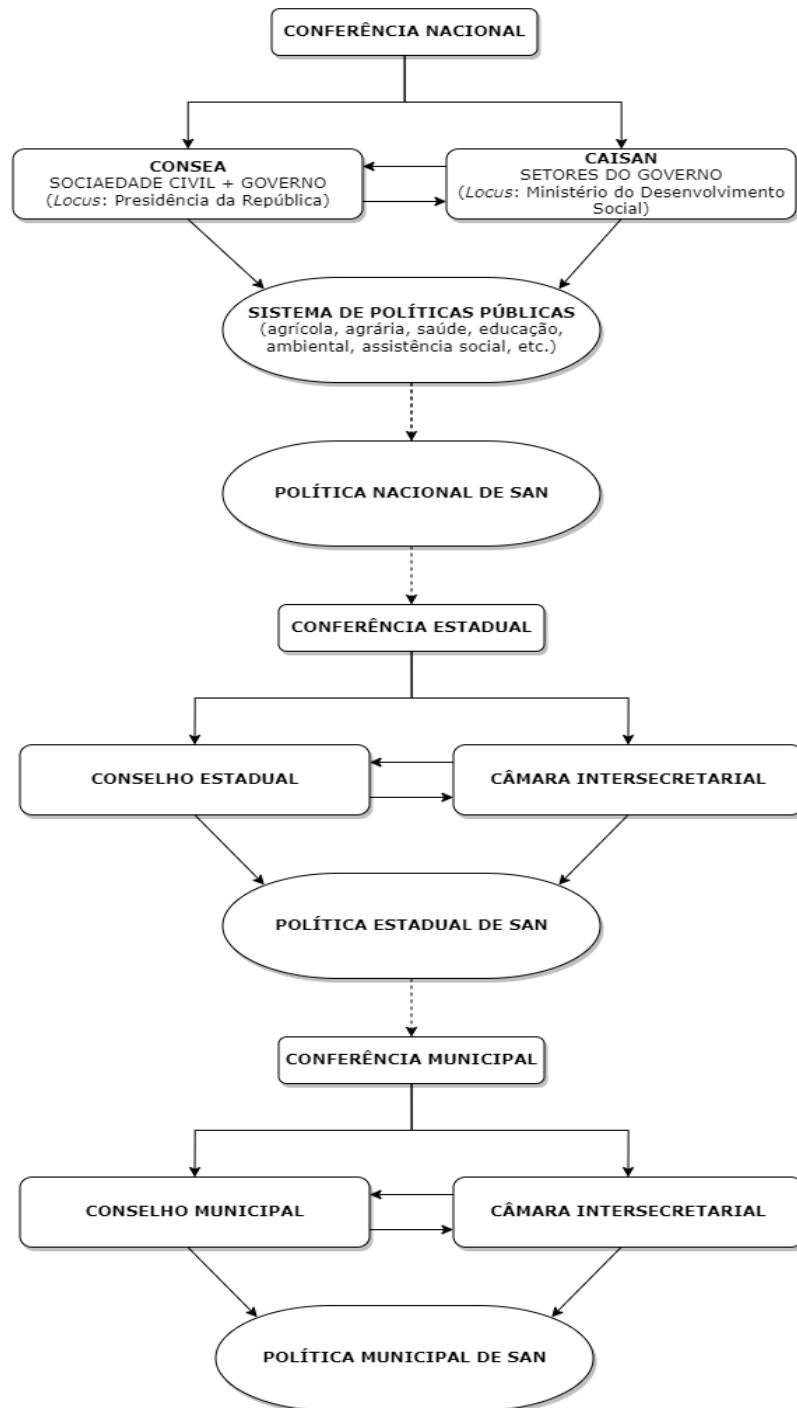 CONFERÊNCIA NACIONAL
CONSEA
SOCIAEDADE CIVIL + GOVERNO
(Locus: Presidência da República)
CAISAN
SETORES DO GOVERNO
(Locus: Ministério do Desenvolvimento
Social)
SISTEMA DE POLÍTICAS PÚBLICAS
(agrícola, agrária, saúde, educação,
ambiental, assistência social, etc.)
POLÍTICA NACIONAL DE SAN
CONFERÊNCIA ESTADUAL
CONSELHO ESTADUAL
CÂMARA INTERSECRETARIAL
POLÍTICA ESTADUAL DE SAN
CONFERÊNCIA MUNICIPAL
CONSELHO MUNICIPAL
CÂMARA INTERSECRETARIAL
POLÍTICA MUNICIPAL DE SAN